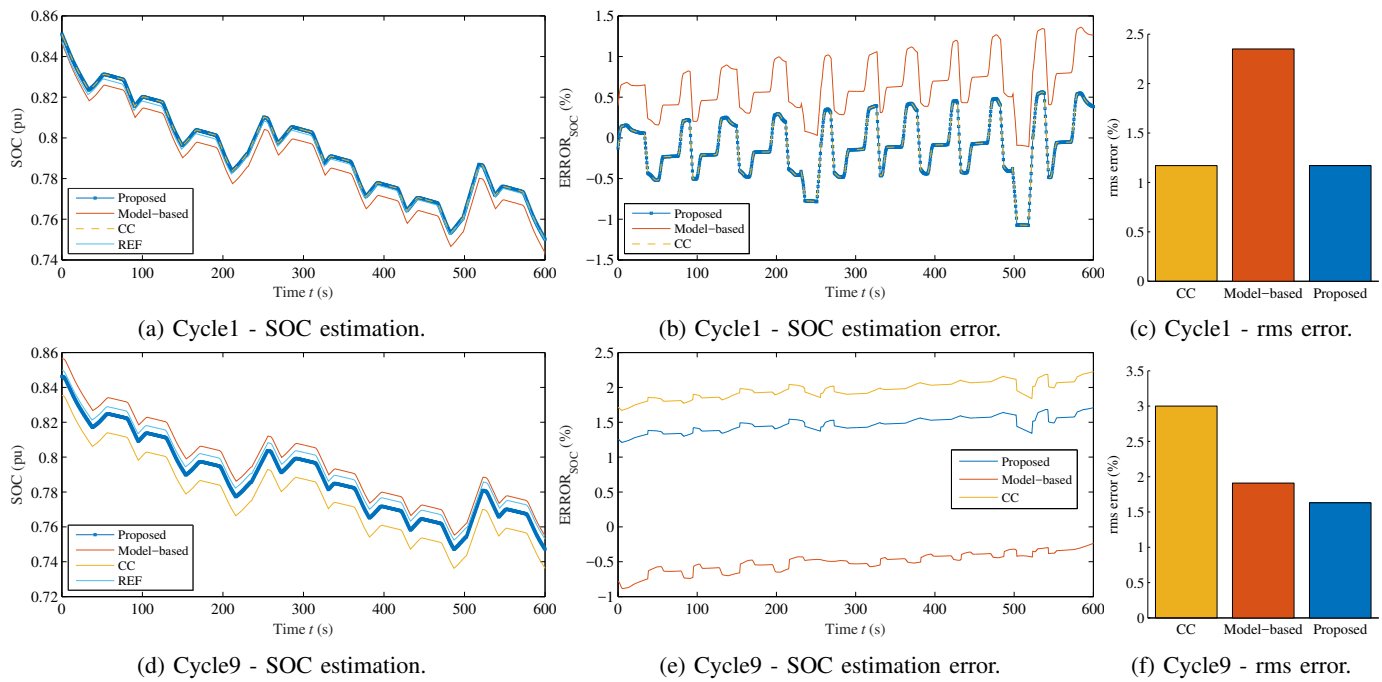 0.86
0.84
0.82
0.8
0.78
0.76
0.74
SOC (pu)
Proposed
Model−based
CC
REF
0 100 200 300 400 500 600
Time t (s)
(a) Cycle1 - SOC estimation.
1.5
1
0.5
0
−0.5
−1
−1.5
ERROR_SOC (%)
Proposed
Model−based
CC
0 100 200 300 400 500 600
Time t (s)
(b) Cycle1 - SOC estimation error.
2.5
2
1.5
1
0.5
0
rms error (%)
CC Model−based Proposed
(c) Cycle1 - rms error.
0.86
0.84
0.82
0.8
0.78
0.76
0.74
0.72
SOC (pu)
Proposed
Model−based
CC
REF
0 100 200 300 400 500 600
Time t (s)
(d) Cycle9 - SOC estimation.
2.5
2
1.5
1
0.5
0
−0.5
−1
ERROR_SOC (%)
Proposed
Model−based
CC
0 100 200 300 400 500 600
Time t (s)
(e) Cycle9 - SOC estimation error.
3.5
3
2.5
2
1.5
1
0.5
0
rms error (%)
CC Model−based Proposed
(f) Cycle9 - rms error.